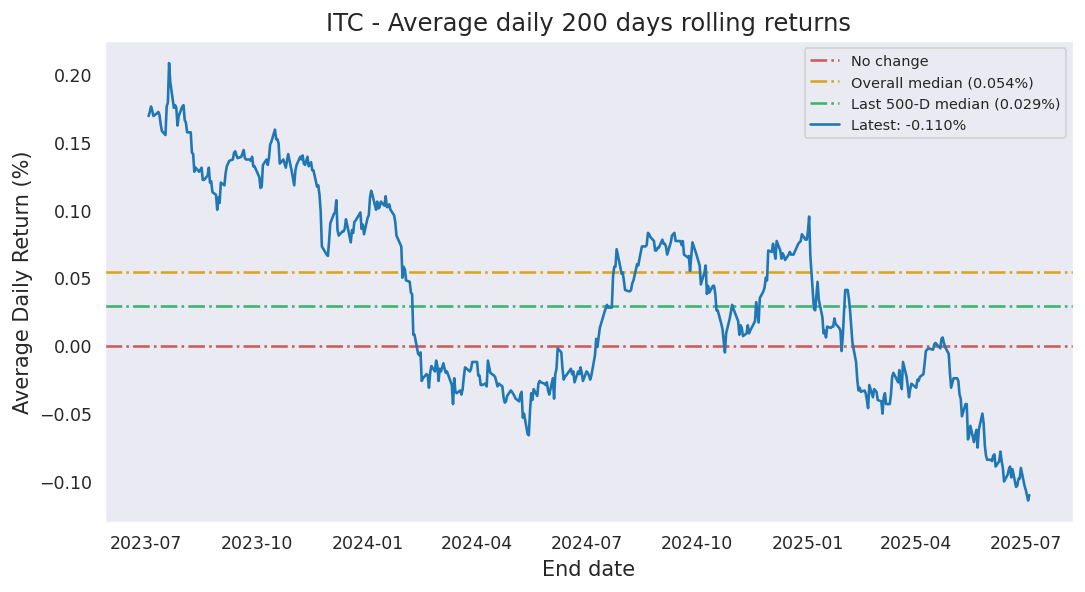 ITC - Average daily 200 days rolling returns
No change
Overall median (0.054%)
Last 500-D median (0.029%)
Latest: -0.110%
Average Daily Return (%)
0.20
0.15
0.10
0.05
0.00
−0.05
−0.10
2023-07 2023-10 2024-01 2024-04 2024-07 2024-10 2025-01 2025-04 2025-07
End date